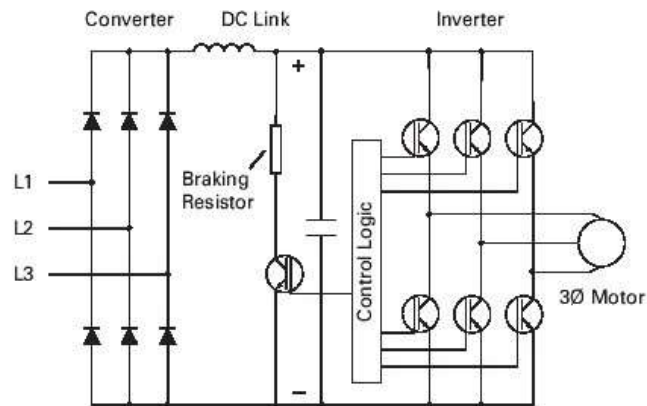 Converter
DC Link
Inverter
+
L1
L2
L3
Braking
Resistor
Control Logic
3Ø Motor
−